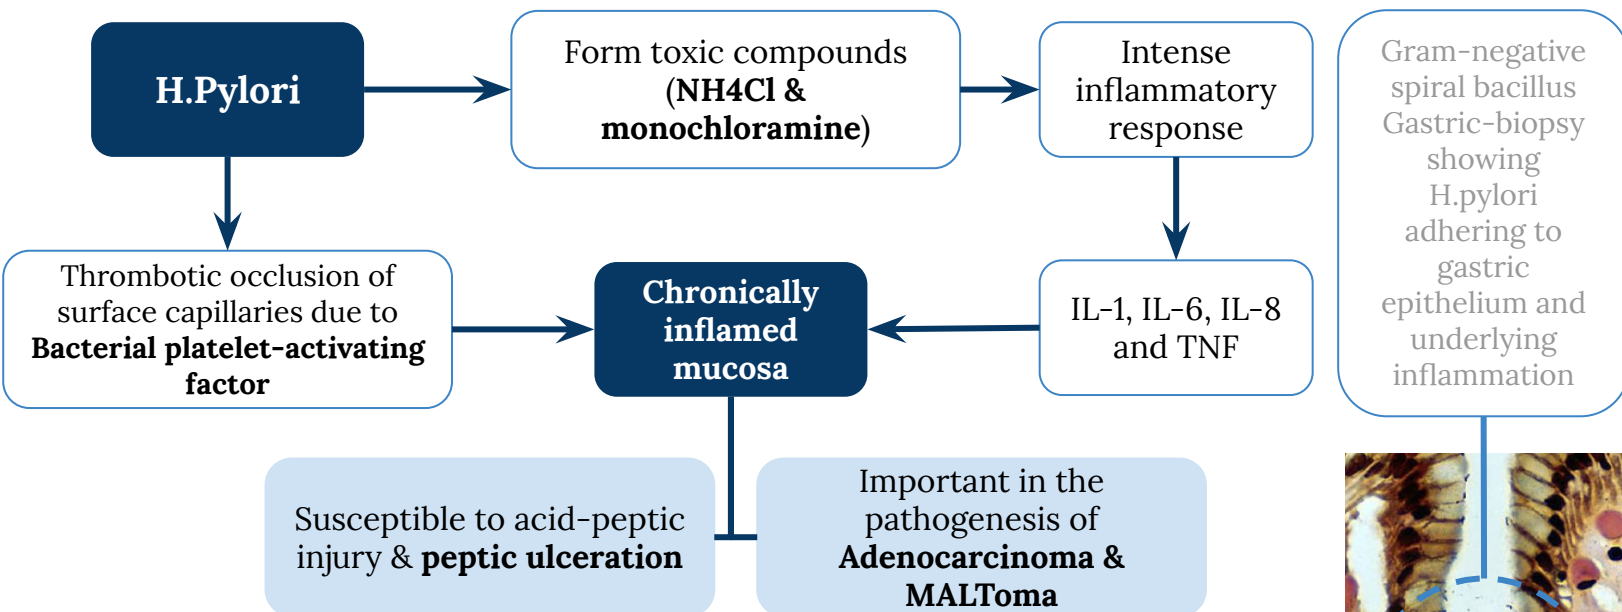 H.Pylori
Form toxic compounds
(NH4Cl &
monochloramine)
Intense
inflammatory
response
Gram-negative
spiral bacillus
Gastric-biopsy
showing
H.pylori
adhering to
gastric
epithelium and
underlying
inflammation
Thrombotic occlusion of
surface capillaries due to
Bacterial platelet-activating
factor
Chronically
inflamed
mucosa
IL-1, IL-6, IL-8
and TNF
Susceptible to acid-peptic
injury & peptic ulceration
Important in the
pathogenesis of
Adenocarcinoma &
MALToma